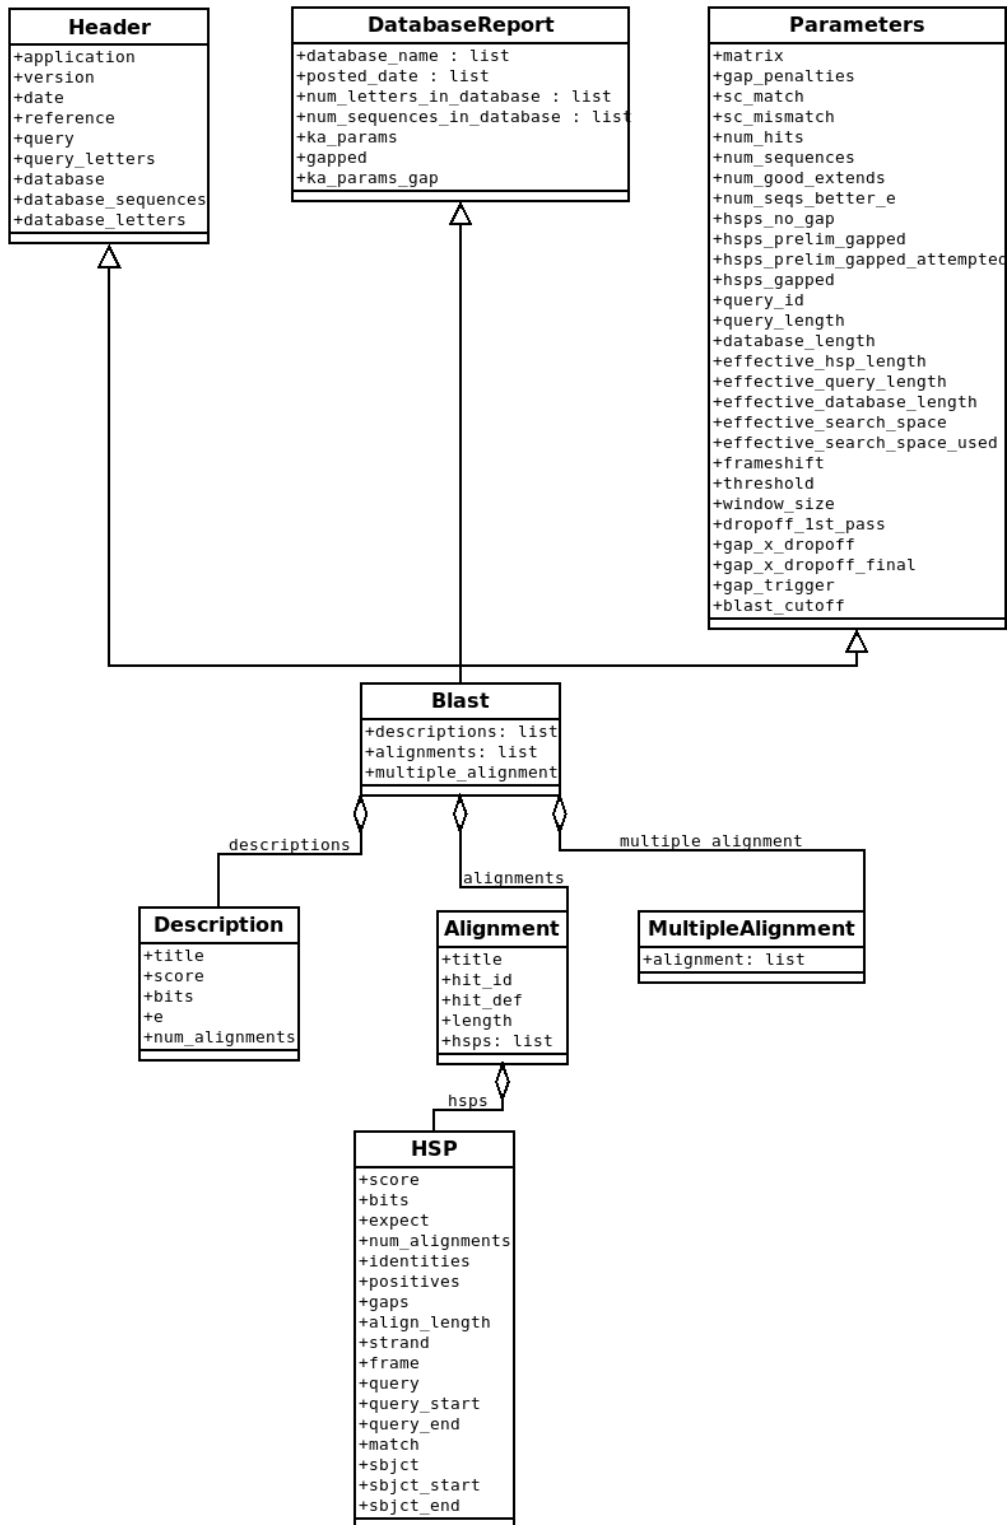 Header
+application
+version
+date
+reference
+query
+query_letters
+database
+database_sequences
+database_letters
DatabaseReport
+database_name : list
+posted_date : list
+num_letters_in_database : list
+num_sequences_in_database : list
+ka_params
+gapped
+ka_params_gap
Parameters
+matrix
+gap_penalties
+sc_match
+sc_mismatch
+num_hits
+num_sequences
+num_good_extends
+num_seqs_better_e
+hsps_no_gap
+hsps_prelim_gapped
+hsps_prelim_gapped_attempted
+hsps_gapped
+query_id
+query_length
+database_length
+effective_hsp_length
+effective_query_length
+effective_database_length
+effective_search_space
+effective_search_space_used
+frameshift
+threshold
+window_size
+dropoff_1st_pass
+gap_x_dropoff
+gap_x_dropoff_final
+gap_trigger
+blast_cutoff
Blast
+descriptions: list
+alignments: list
+multiple_alignment
descriptions
alignments
multiple alignment
Description
+title
+score
+bits
+e
+num_alignments
Alignment
+title
+hit_id
+hit_def
+length
+hsps: list
MultipleAlignment
+alignment: list
hsps
HSP
+score
+bits
+expect
+num_alignments
+identities
+positives
+gaps
+align_length
+strand
+frame
+query
+query_start
+query_end
+match
+sbjct
+sbjct_start
+sbjct_end